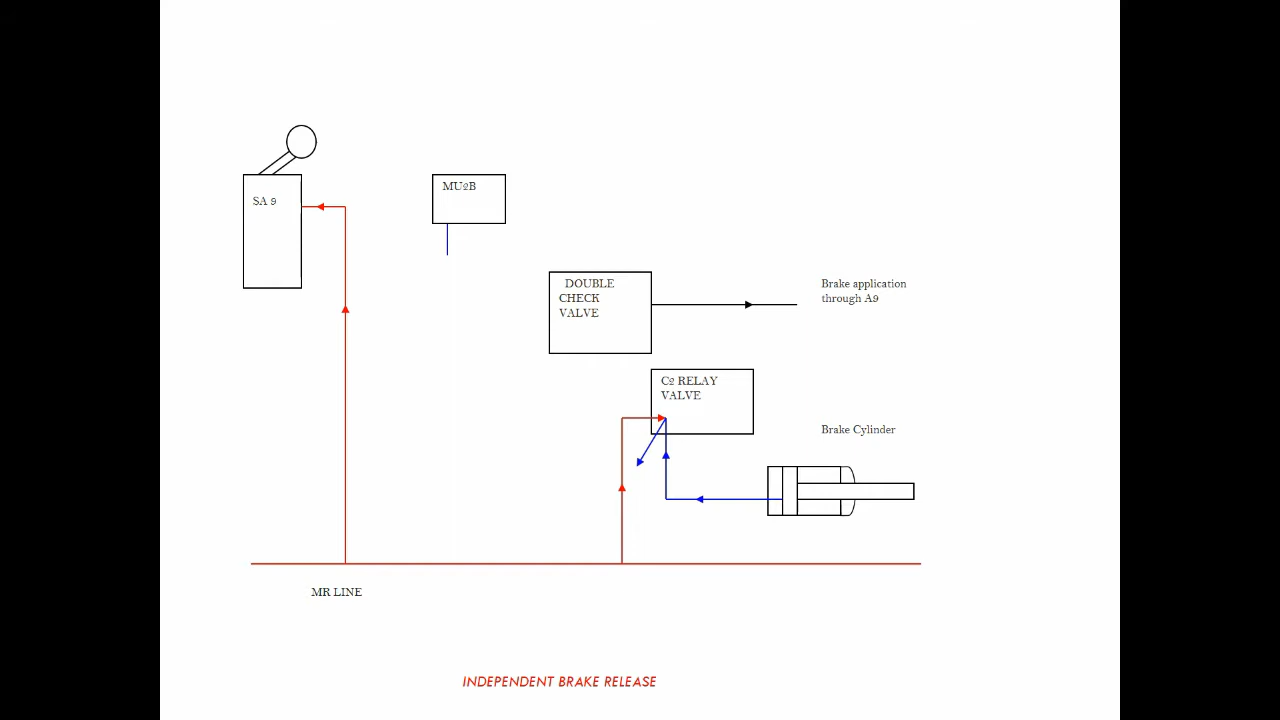 MU2B
SA 9
DOUBLE
CHECK
VALVE
Brake application
through A9
C2 RELAY
VALVE
Brake Cylinder
MR LINE
INDEPENDENT BRAKE RELEASE